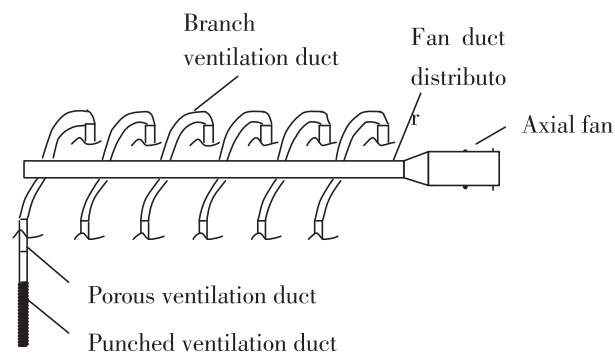 Branch
ventilation duct
Fan duct
distributo
r
Axial fan
Porous ventilation duct
Punched ventilation duct